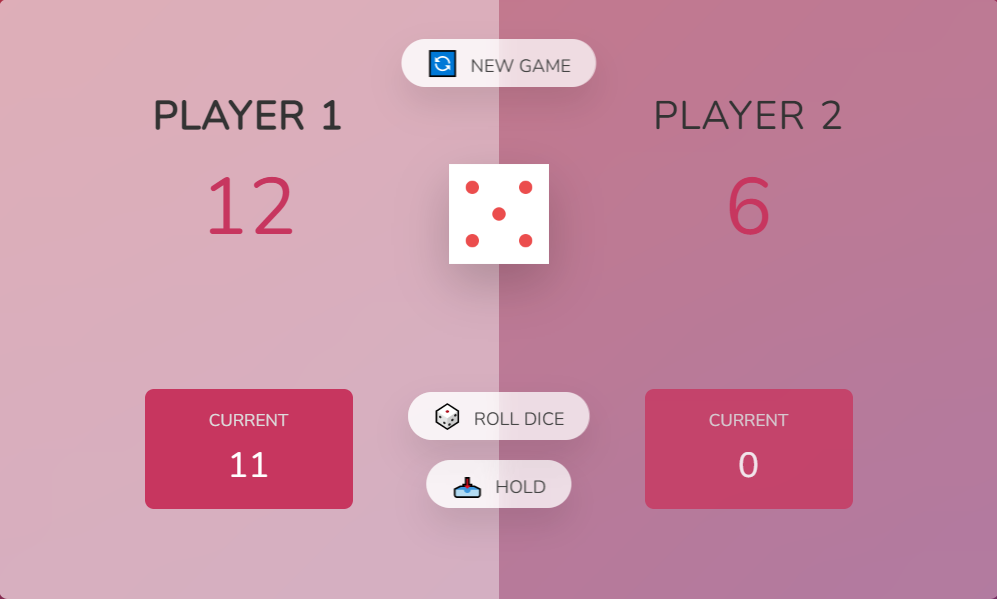 NEW GAME
PLAYER 1
12
PLAYER 2
6
CURRENT
11
ROLL DICE
HOLD
CURRENT
0